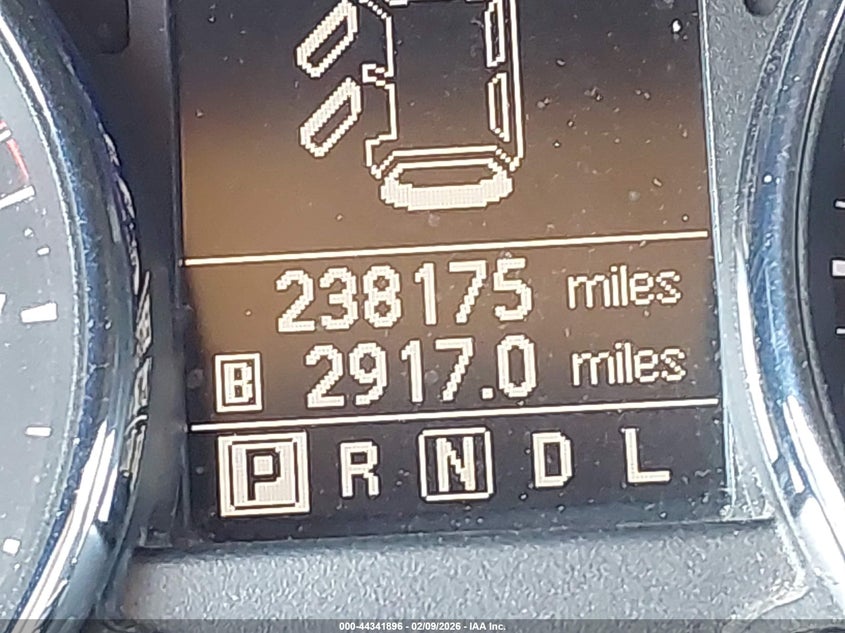 238175 miles
B 2917.0 miles
P R N D L
000-44341896 - 02/09/2026 - IAA Inc.